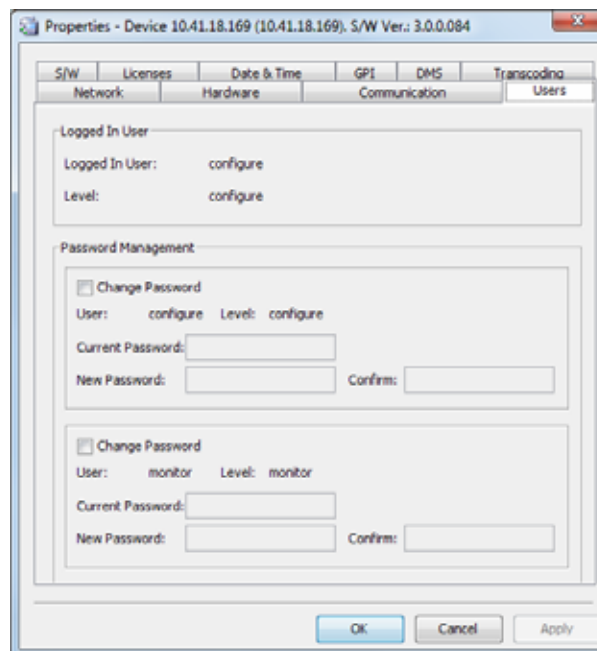 Properties - Device 10.41.18.169 (10.41.18.169). S/W Ver.: 3.0.0.084
S/W Licenses Date & Time GPI DMS Transcoding
Network Hardware Communication Users
Logged In User
Logged In User: configure
Level: configure
Password Management
Change Password
User: configure Level: configure
Current Password:
New Password: Confirm:
Change Password
User: monitor Level: monitor
Current Password:
New Password: Confirm:
OK Cancel Apply